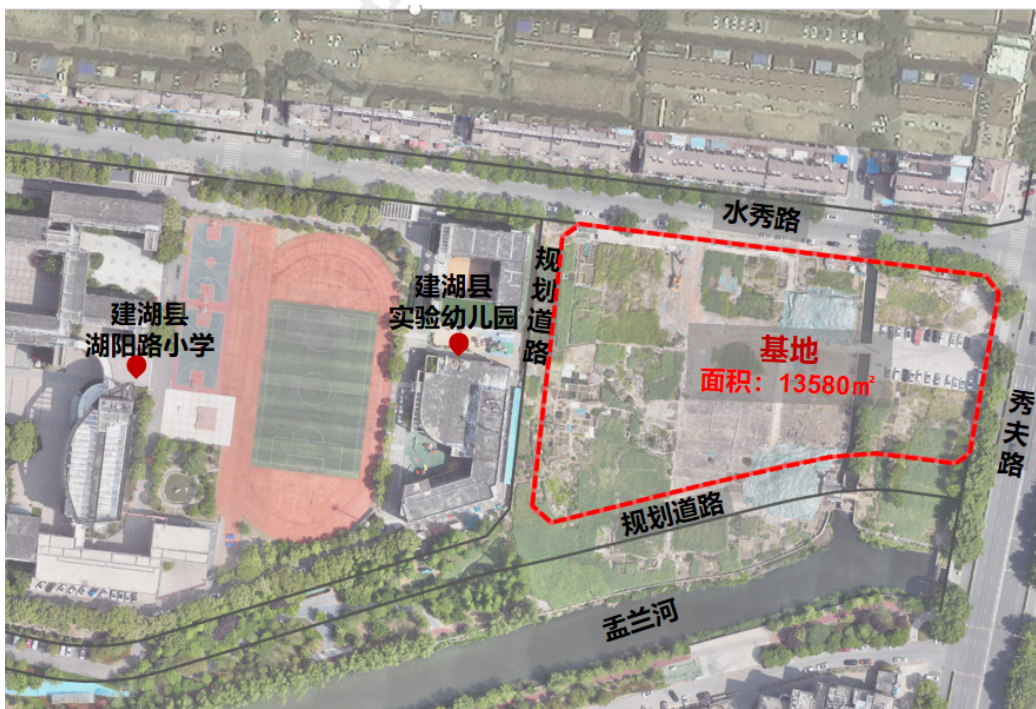 水秀路
规划道路
建湖县
实验幼儿园
建湖县
湖阳路小学
基地
面积：13580㎡
秀夫路
规划道路
盂兰河